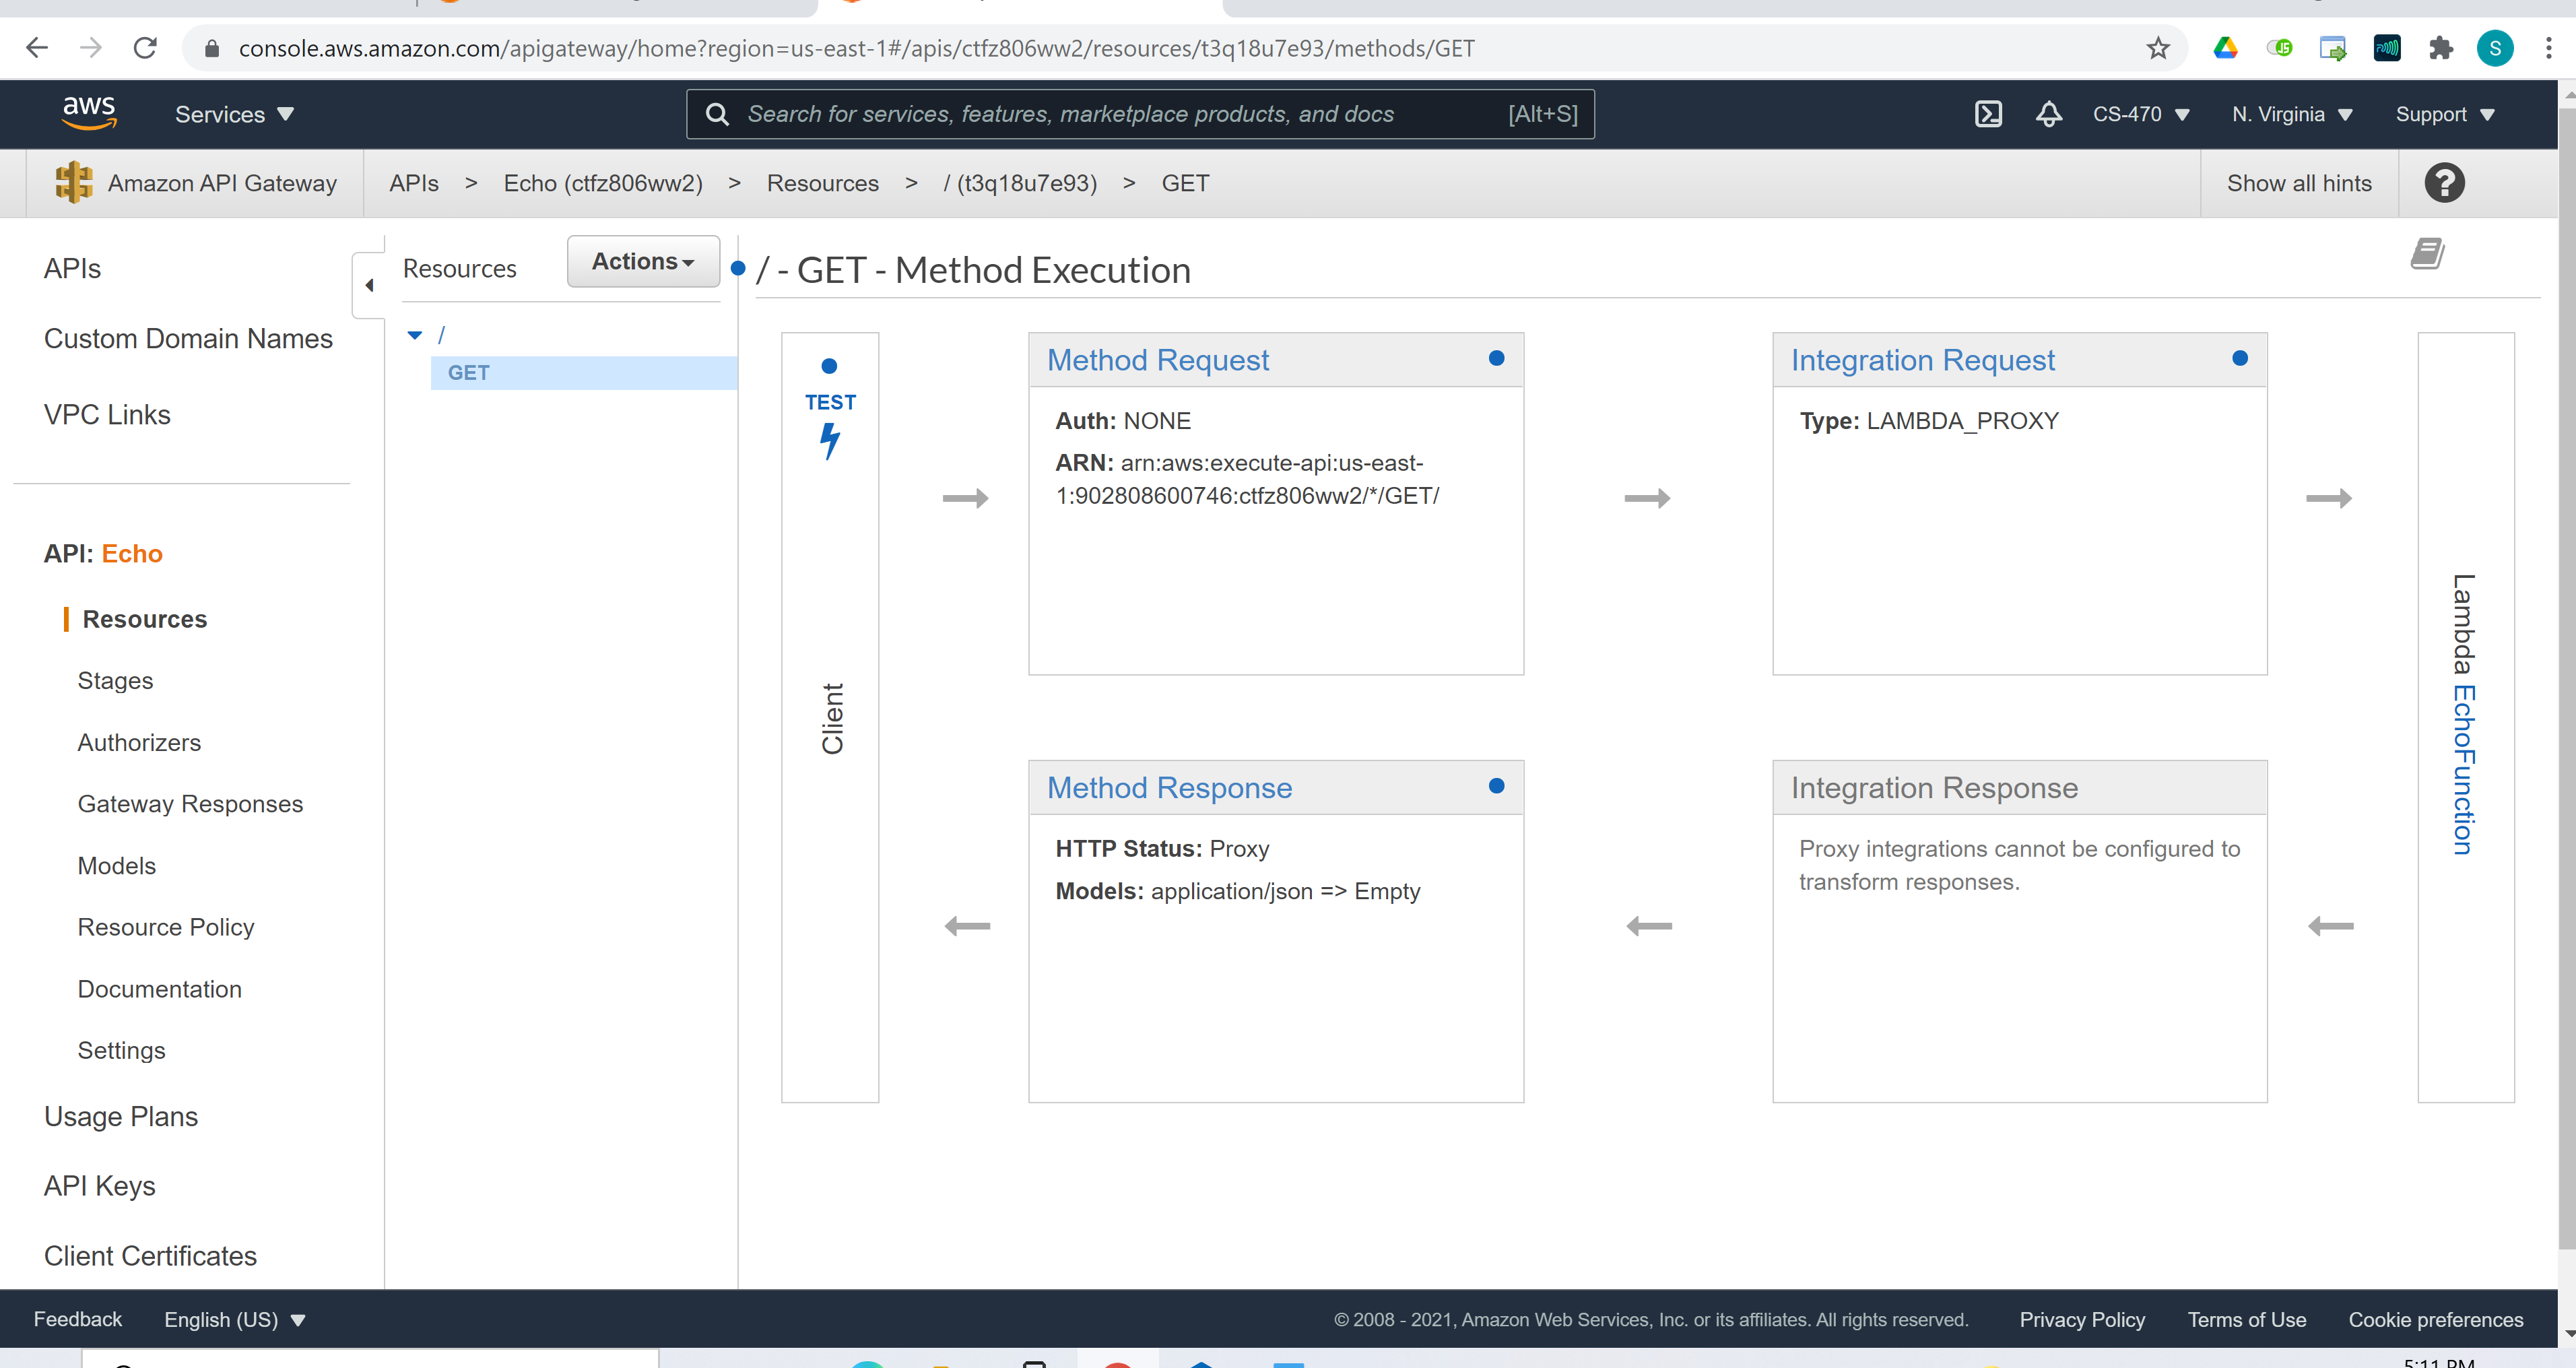 console.aws.amazon.com/apigateway/home?region=us-east-1#/apis/ctfz806ww2/resources/t3q18u7e93/methods/GET
S
aws Services Search for services, features, marketplace products, and docs [Alt+S] CS-470 N. Virginia Support
Amazon API Gateway APIs > Echo (ctfz806ww2) > Resources > / (t3q18u7e93) > GET Show all hints ?
APIs
Custom Domain Names
VPC Links
API: Echo
Resources
Stages
Authorizers
Gateway Responses
Models
Resource Policy
Documentation
Settings
Usage Plans
API Keys
Client Certificates
Resources Actions
/
GET
/ - GET - Method Execution
TEST
Client
Method Request
Auth: NONE
ARN: arn:aws:execute-api:us-east-
1:902808600746:ctfz806ww2/*/GET/
Integration Request
Type: LAMBDA_PROXY
Lambda EchoFunction
Method Response
HTTP Status: Proxy
Models: application/json => Empty
Integration Response
Proxy integrations cannot be configured to
transform responses.
Feedback English (US) © 2008 - 2021, Amazon Web Services, Inc. or its affiliates. All rights reserved. Privacy Policy Terms of Use Cookie preferences
5:11 PM